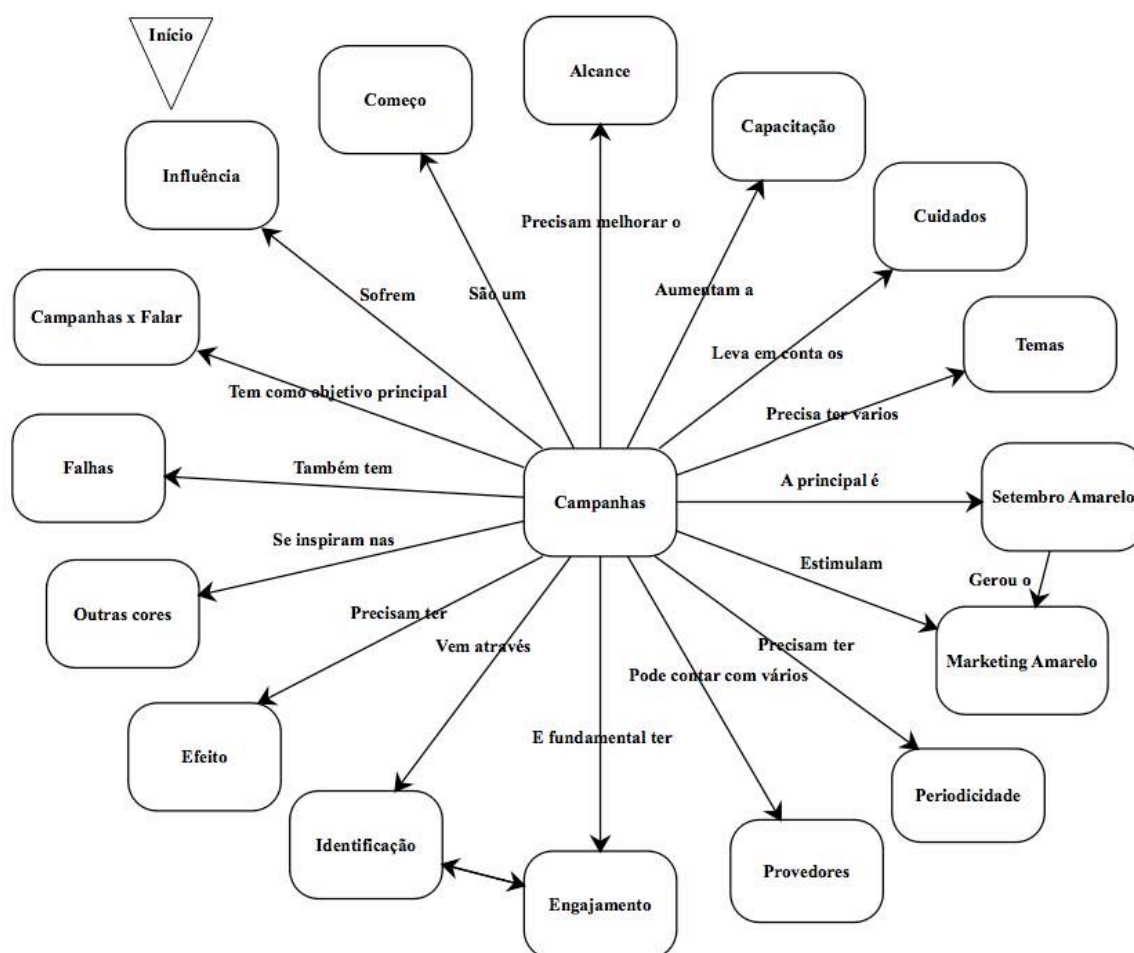 Início
Alcance
Começo
Capacitação
Influência
Cuidados
Precisam melhorar o
Sofrem
São um
Aumentam a
Campanhas x Falar
Leva em conta os
Temas
Tem como objetivo principal
Precisa ter varios
Falhas
Também tem
A principal é
Campanhas
Setembro Amarelo
Se inspiram nas
Estimulam
Gerou o
Outras cores
Precisam ter
Vem através
Precisam ter
Marketing Amarelo
Pode contar com vários
E fundamental ter
Efeito
Periodicidade
Identificação
Provedores
Engajamento